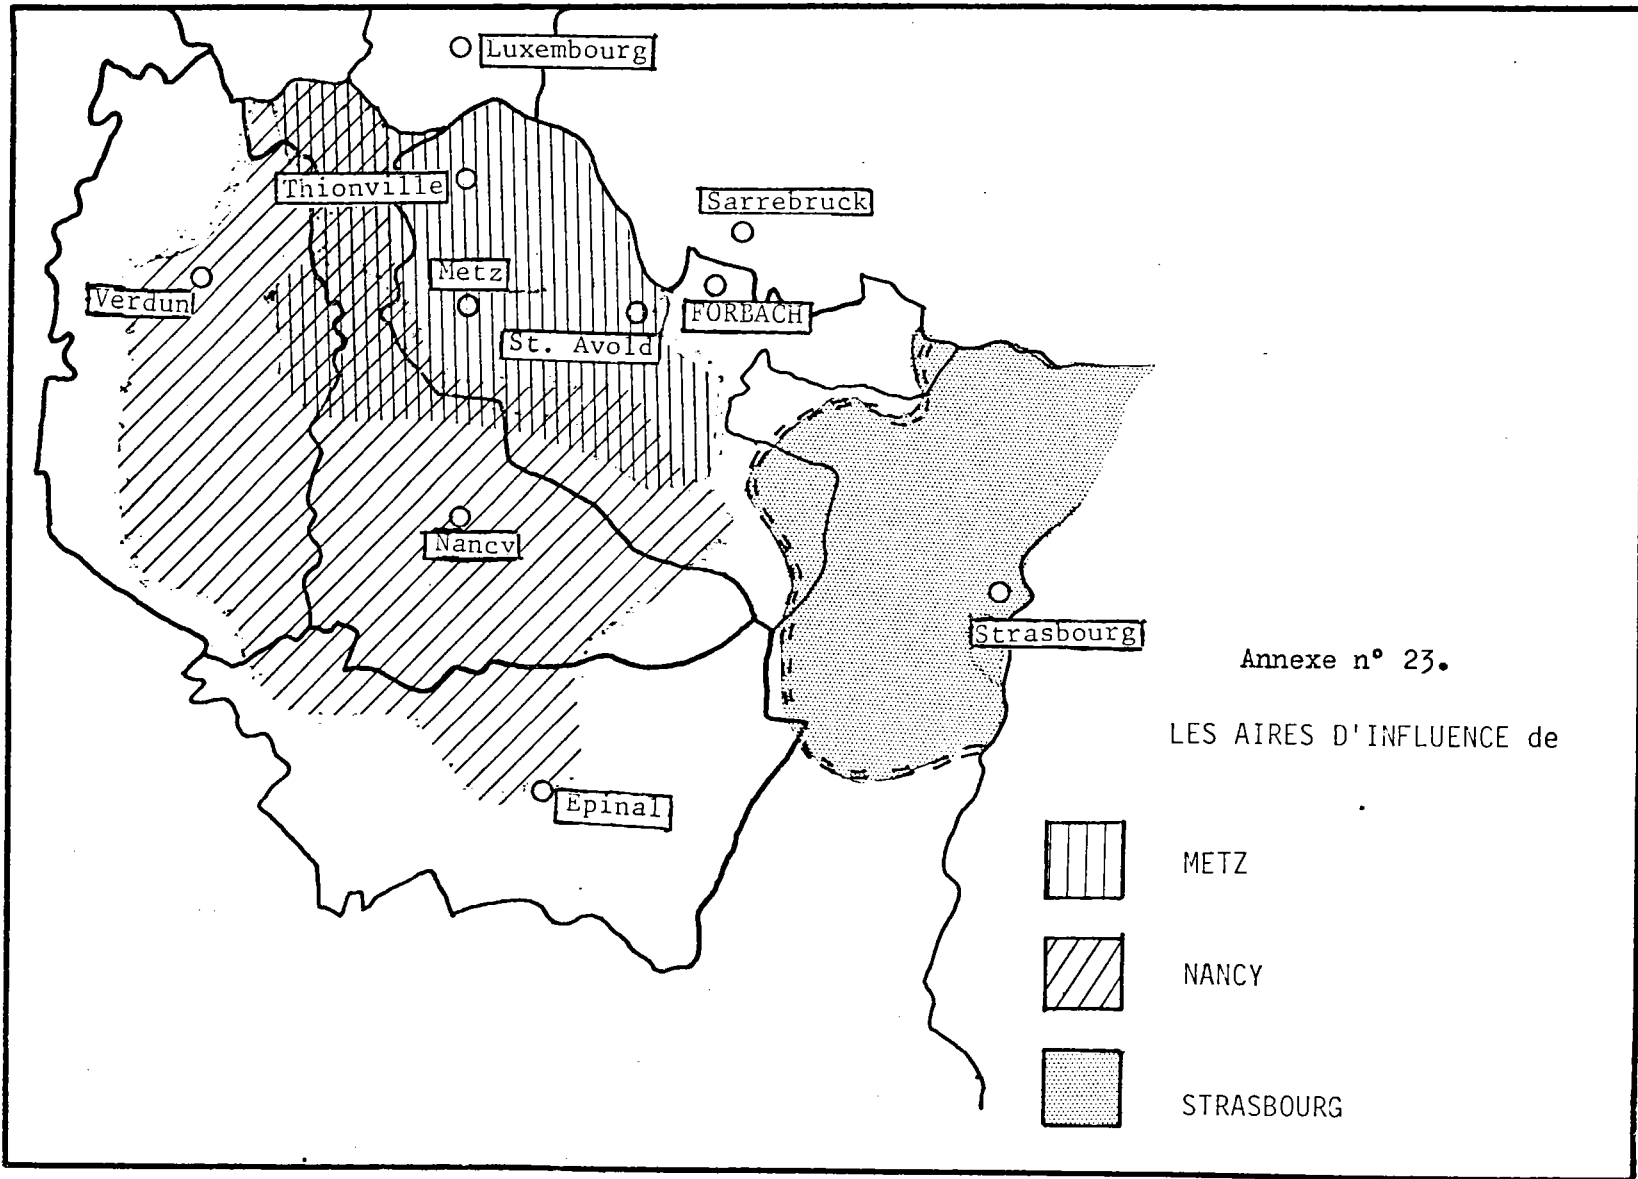 Luxembourg
Thionville
Sarrebruck
Metz
Verdun
FORBACH
St. Avold
Nancy
Strasbourg
Epinal
Annexe n° 23.
LES AIRES D'INFLUENCE de
METZ
NANCY
STRASBOURG